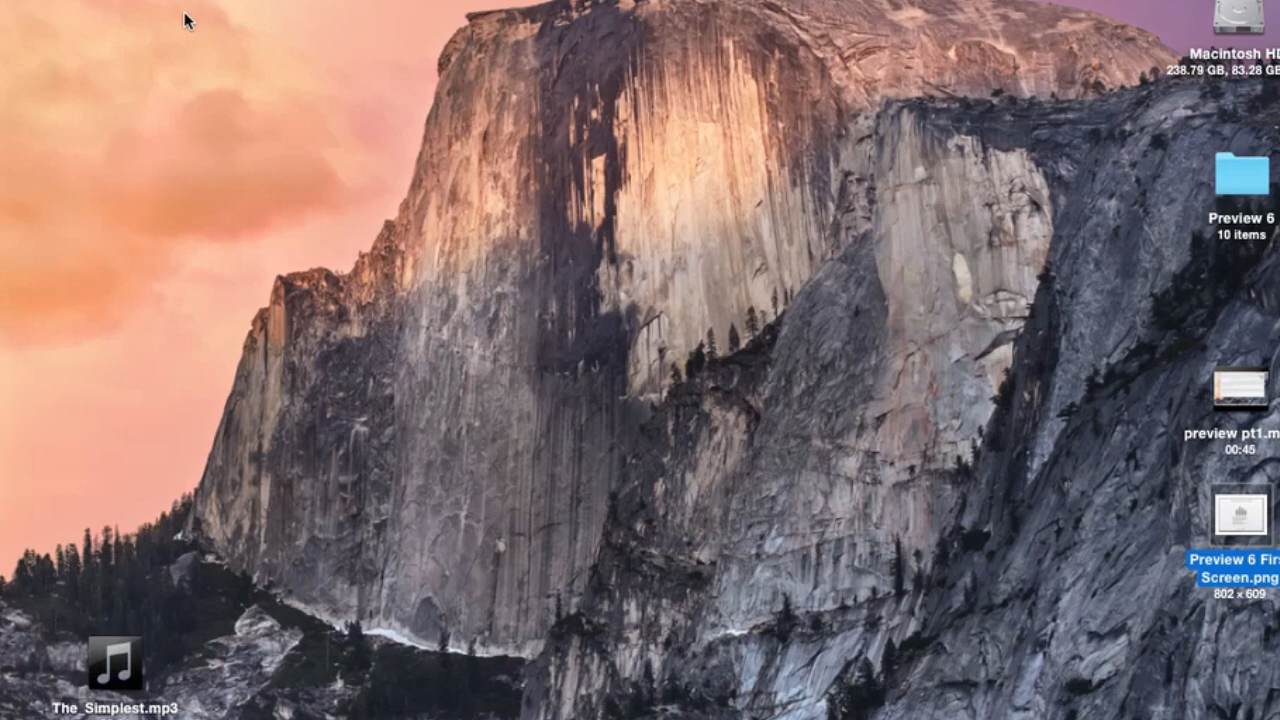 Macintosh HD
238.79 GB, 83.28 GB
Preview 6
10 items
preview pt1.m
00:45
Preview 6 Firs
Screen.png
802 x 609
The_Simplest.mp3